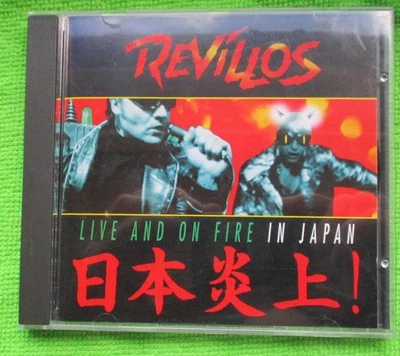 REVILLOS
LIVE AND ON FIRE IN JAPAN
日本炎上!